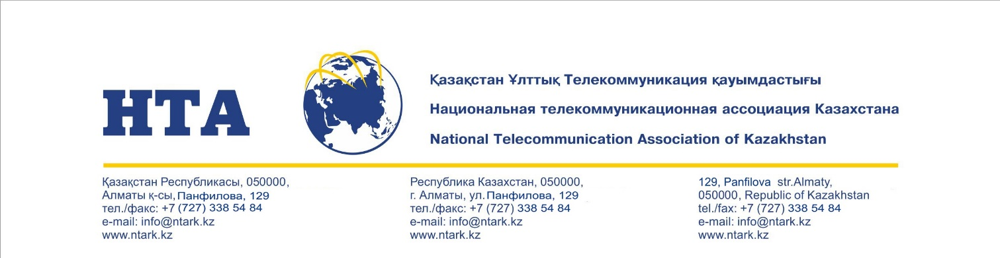 НТА
Қазақстан Ұлттық Телекоммуникация қауымдастығы
Национальная телекоммуникационная ассоциация Казахстана
National Telecommunication Association of Kazakhstan
Қазақстан Республикасы, 050000,
Алматы қ-сы, Панфилова, 129
тел./факс: +7 (727) 338 54 84
e-mail: info@ntark.kz
www.ntark.kz
Республика Казахстан, 050000,
г. Алматы, ул. Панфилова, 129
тел./факс: +7 (727) 338 54 84
e-mail: info@ntark.kz
www.ntark.kz
129, Panfilova str.Almaty,
050000, Republic of Kazakhstan
tel./fax: +7 (727) 338 54 84
e-mail: info@ntark.kz
www.ntark.kz